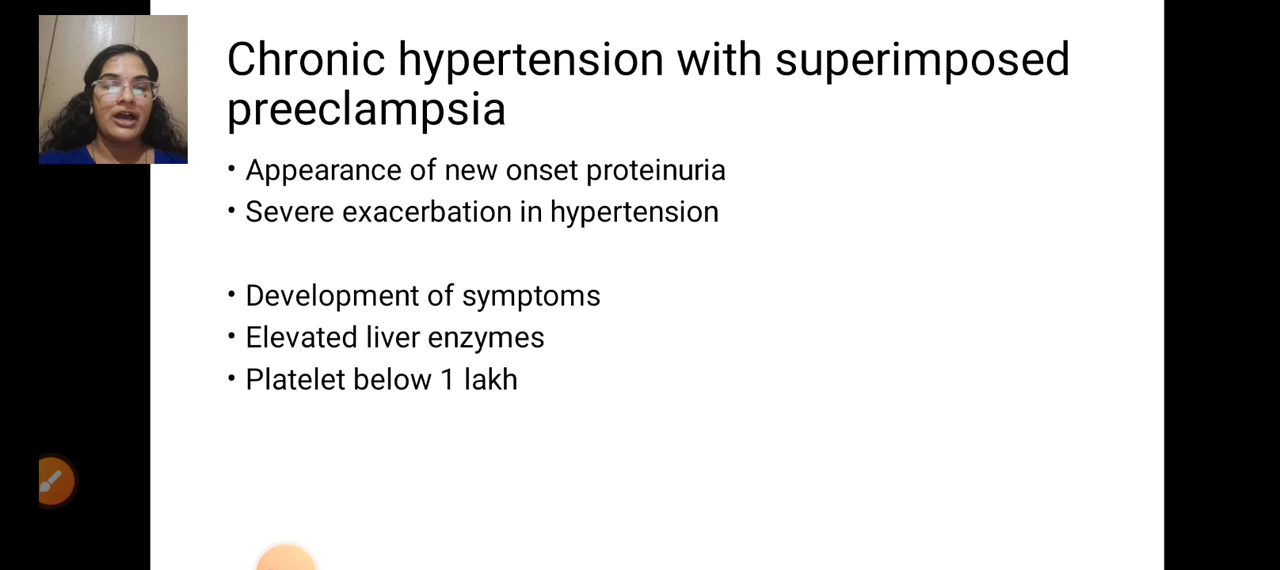 Chronic hypertension with superimposed
preeclampsia
• Appearance of new onset proteinuria
• Severe exacerbation in hypertension
• Development of symptoms
• Elevated liver enzymes
• Platelet below 1 lakh